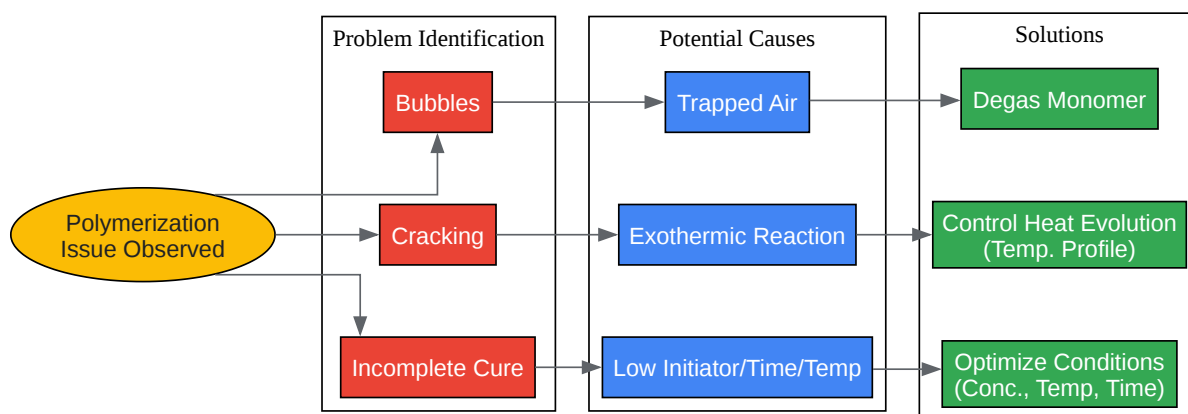 Problem Identification
Potential Causes
Solutions
Bubbles
Trapped Air
Degas Monomer
Polymerization
Issue Observed
Cracking
Exothermic Reaction
Control Heat Evolution
(Temp. Profile)
Incomplete Cure
Low Initiator/Time/Temp
Optimize Conditions
(Conc., Temp, Time)